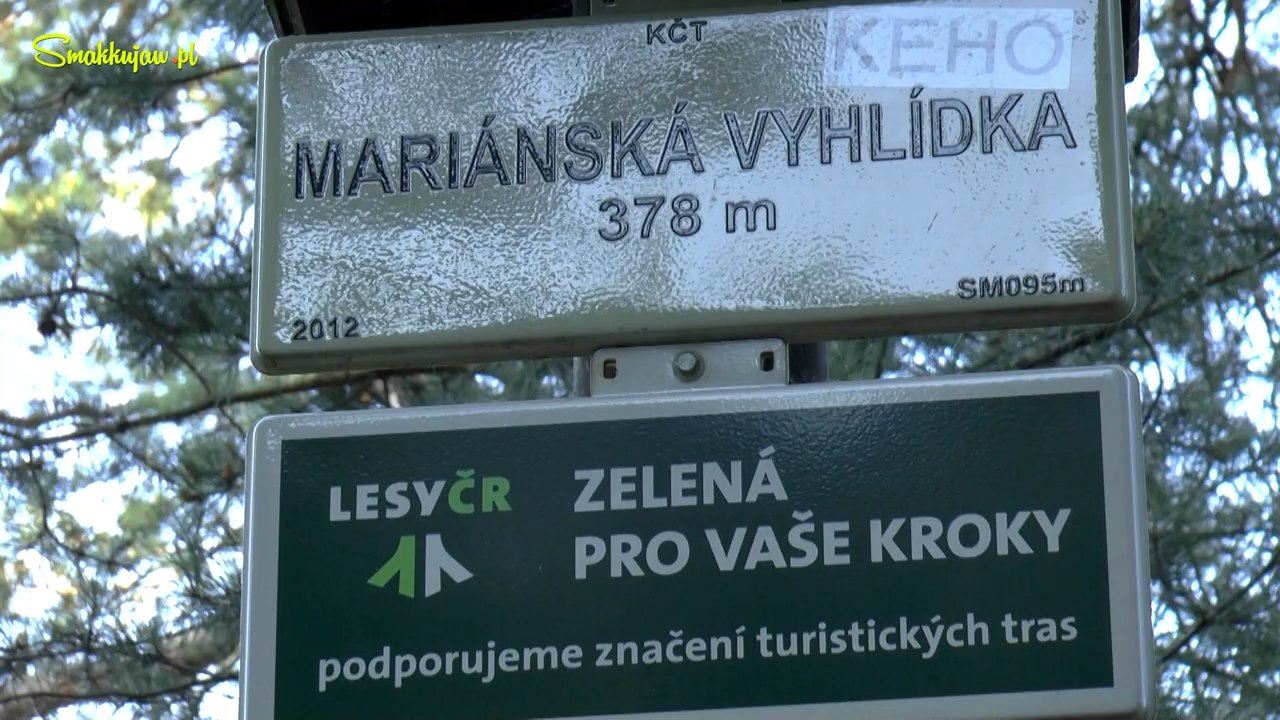 Smakkujaw.pl
KČT
KEHO
MARIÁNSKÁ VYHLÍDKA
378 m
SM095m
2012
LESYČR
ZELENÁ
PRO VAŠE KROKY
podporujeme značení turistických tras